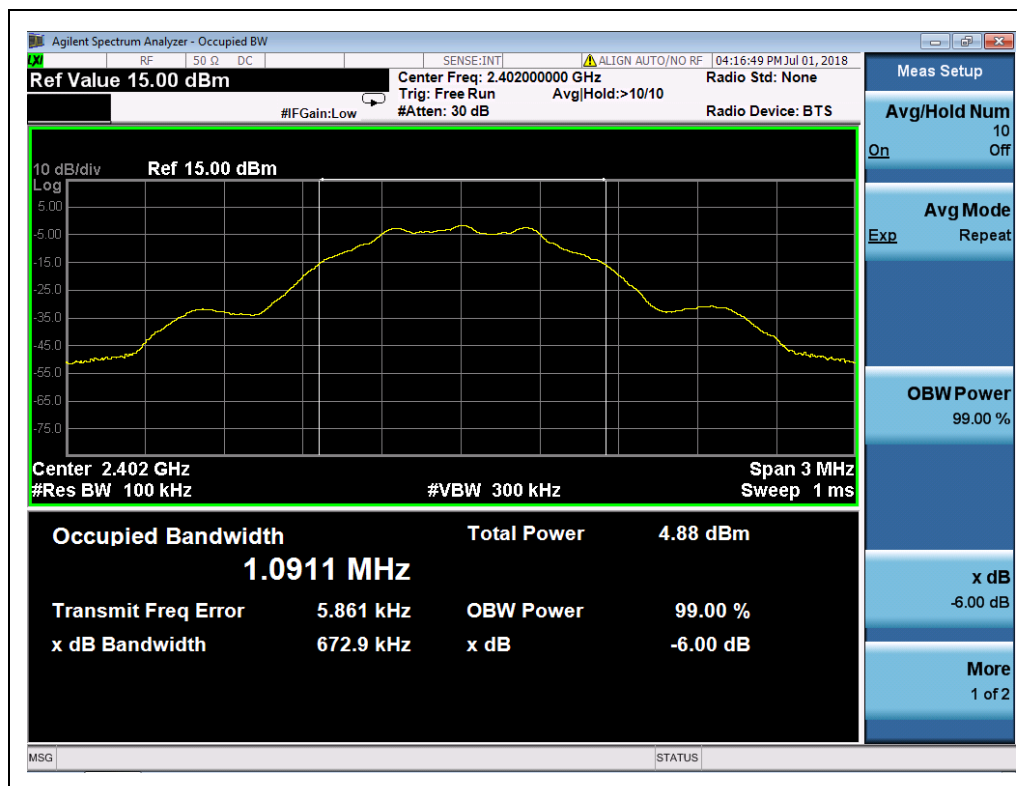 Agilent Spectrum Analyzer - Occupied BW
LXI RF 50 Ω DC SENSE:INT ALIGN AUTO/NO RF 04:16:49 PM Jul 01, 2018
Ref Value 15.00 dBm
Center Freq: 2.402000000 GHz
Radio Std: None
Trig: Free Run
Avg|Hold:>10/10
#IFGain:Low
#Atten: 30 dB
Radio Device: BTS
10 dB/div
Ref 15.00 dBm
Log
5.00
-5.00
-15.0
-25.0
-35.0
-45.0
-55.0
-65.0
-75.0
Center 2.402 GHz
Span 3 MHz
#Res BW 100 kHz
#VBW 300 kHz
Sweep 1 ms
Occupied Bandwidth
Total Power 4.88 dBm
1.0911 MHz
Transmit Freq Error 5.861 kHz
OBW Power 99.00 %
x dB Bandwidth 672.9 kHz
x dB -6.00 dB
MSG
STATUS
Meas Setup
Avg/Hold Num
10
On Off
Avg Mode
Exp Repeat
OBW Power
99.00 %
x dB
-6.00 dB
More
1 of 2